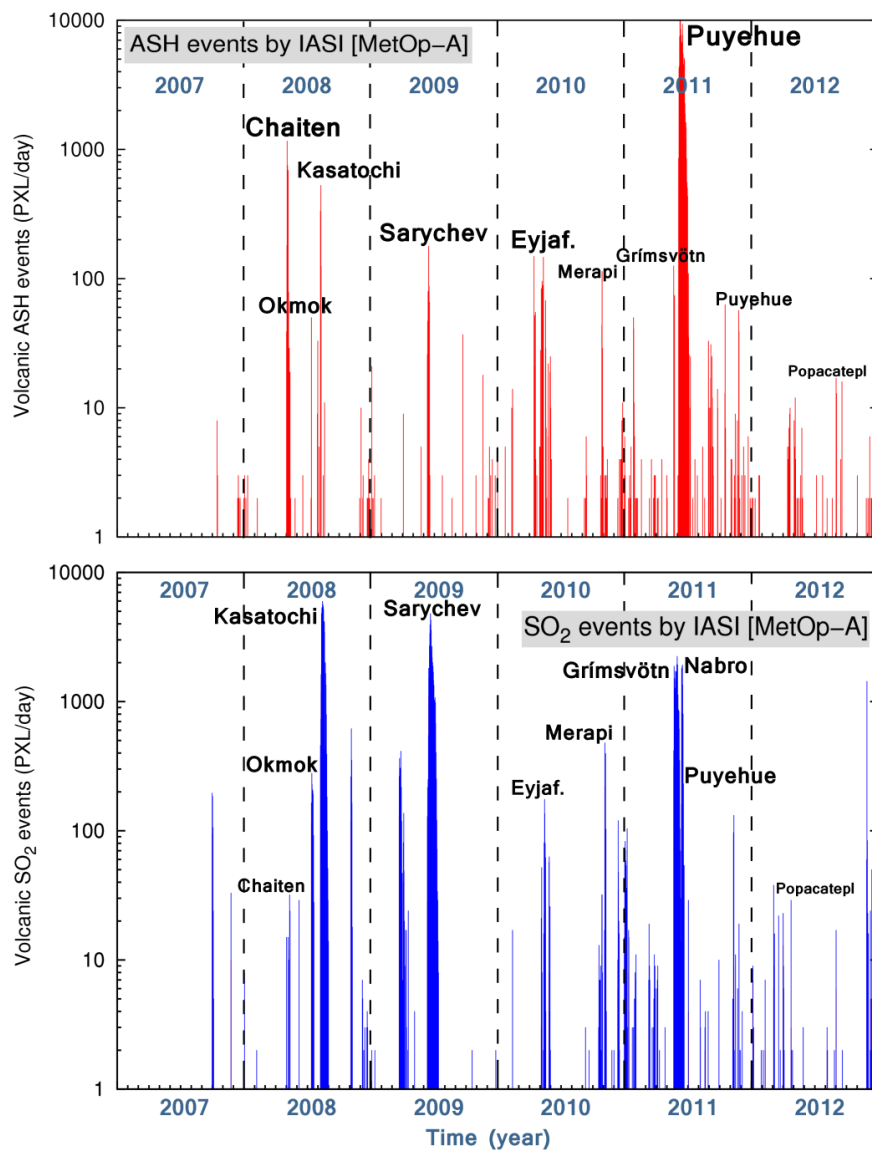 ASH events by IASI [MetOp-A]
Volcanic ASH events (PXL/day)
10000
1000
100
10
1
2007 2008 2009 2010 2011 2012
Puyehue
Chaiten
Kasatochi
Sarychev
Eyjaf.
Grímsvötn
Merapi
Okmok
Puyehue
Popacatepl
Volcanic SO2 events (PXL/day)
10000
1000
100
10
1
2007 2008 2009 2010 2011 2012
Kasatochi
Sarychev
SO2 events by IASI [MetOp-A]
Grímsvötn
Nabro
Merapi
Okmok
Puyehue
Eyjaf.
Chaiten
Popacatepl
2007 2008 2009 2010 2011 2012
Time (year)